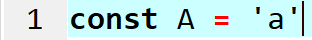 1 const A = 'a'